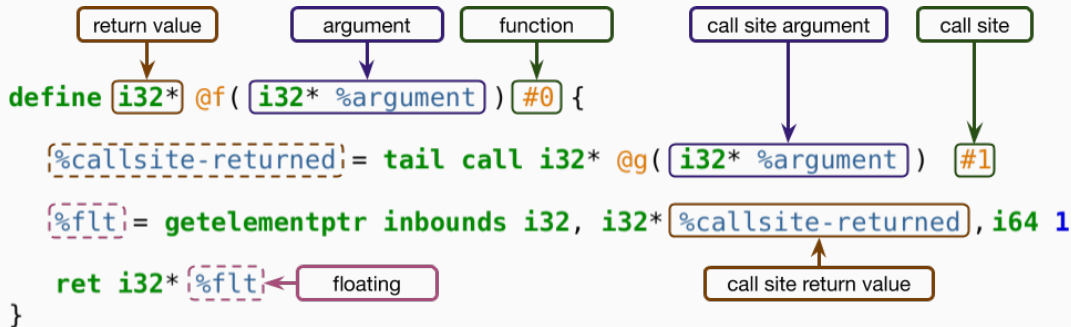 return value argument function call site argument call site
define i32* @f( i32* %argument ) #0 {
%callsite-returned = tail call i32* @g( i32* %argument ) #1
%flt = getelementptr inbounds i32, i32* %callsite-returned , i64 1
ret i32* %flt floating call site return value
}